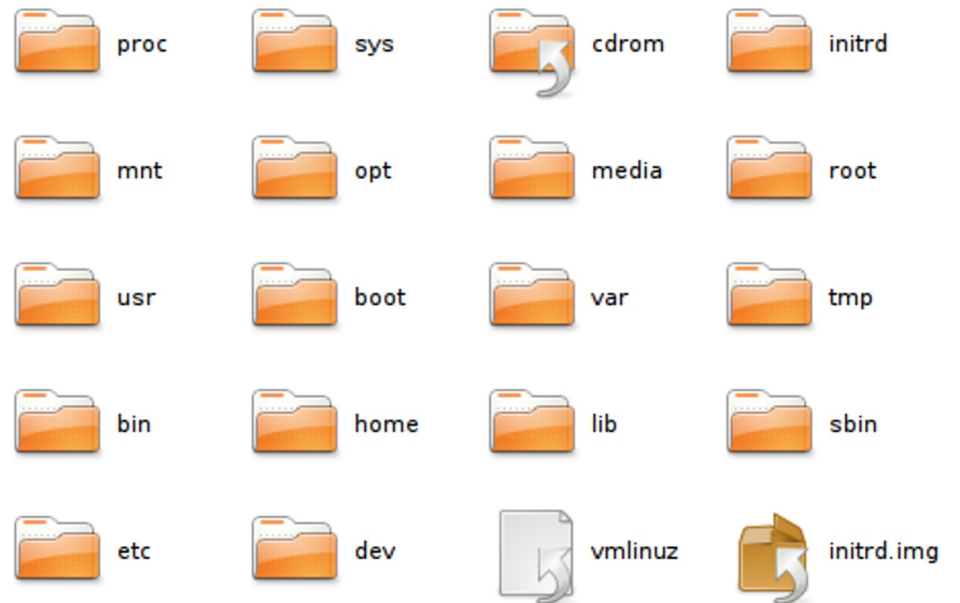 proc sys cdrom initrd
mnt opt media root
usr boot var tmp
bin home lib sbin
etc dev vmlinuz initrd.img